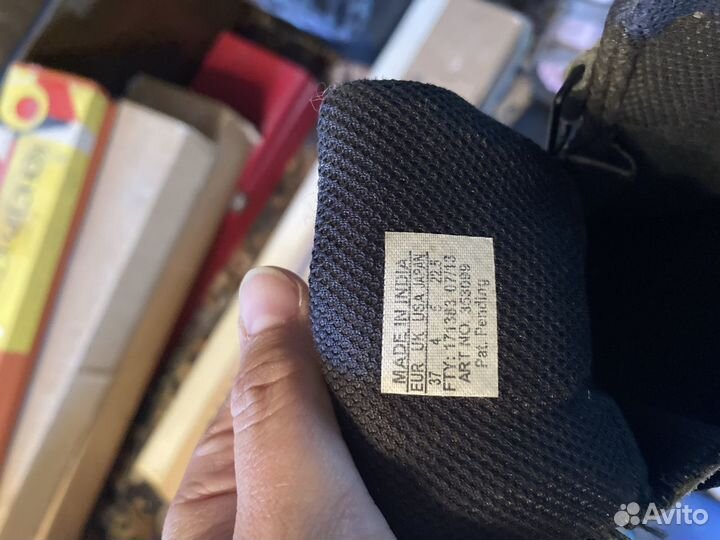 MADE IN INDIA
EUR UK USA JAPAN
37 4 5 22.5
FTY: 171383 07/13
ART NO. 353099
Pat. Pending
Avito